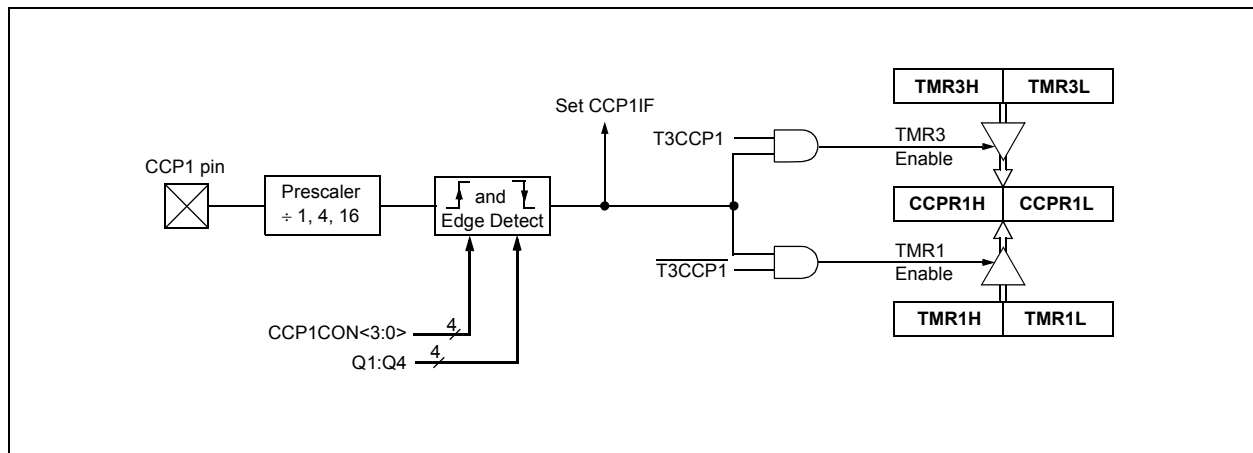 TMR3H TMR3L
Set CCP1IF
T3CCP1
TMR3
Enable
CCP1 pin
Prescaler
÷ 1, 4, 16
and
Edge Detect
CCPR1H CCPR1L
T3CCP1
TMR1
Enable
TMR1H TMR1L
CCP1CON<3:0>
4
Q1:Q4
4